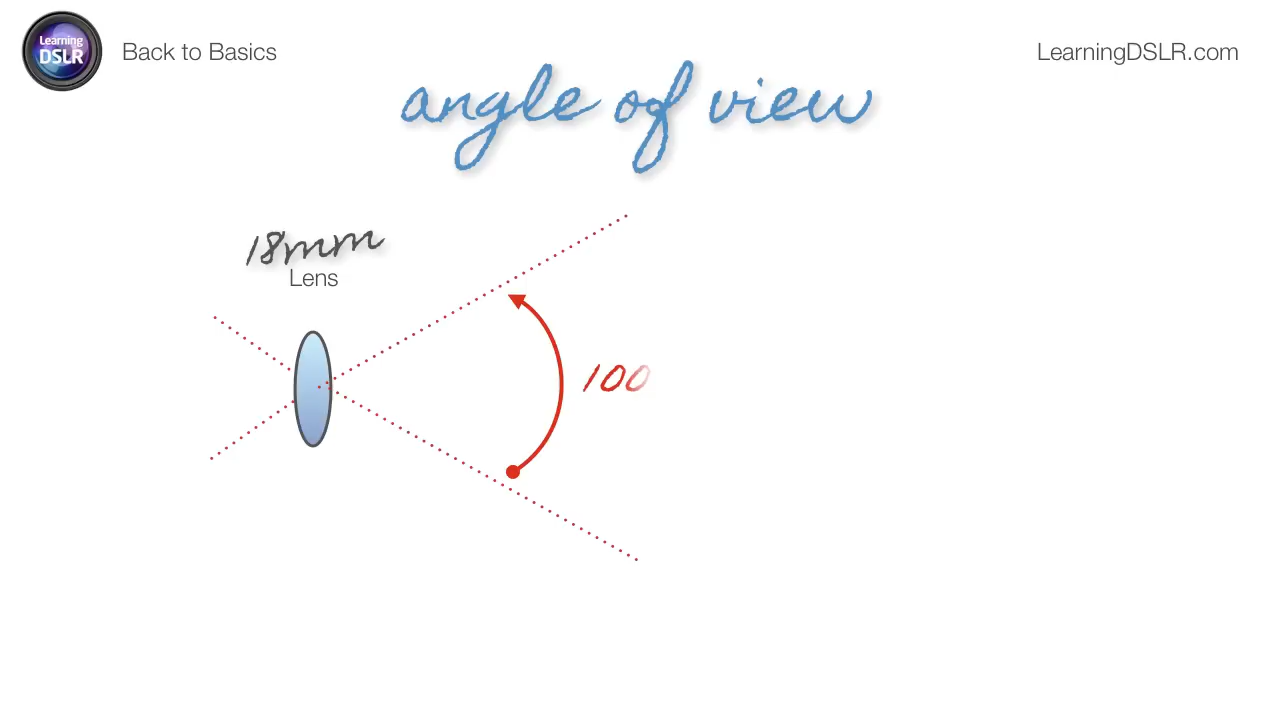 Learning
DSLR
Back to Basics
LearningDSLR.com
angle of view
18mm
Lens
100